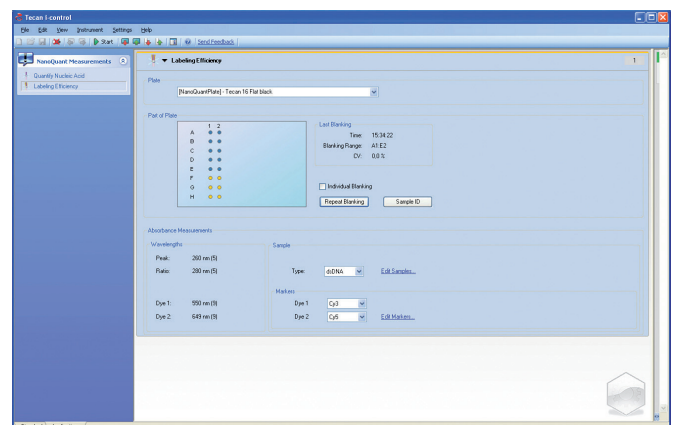 Tecan i-control
File Edit View Instrument Settings Help
Start Send Feedback
NanoQuant Measurements
Quantify Nucleic Acid
Labeling Efficiency
Labeling Efficiency 1
Plate
[NanoQuantPlate] - Tecan 16 Flat black
Part of Plate
1 2
A
B
C
D
E
F
G
H
Last Blanking
Time: 15:34:22
Blanking Range: A1:E2
CV: 0,0 %
Individual Blanking
Repeat Blanking Sample ID
Absorbance Measurements
Wavelengths
Peak: 260 nm (5)
Ratio: 280 nm (5)
Dye 1: 550 nm (9)
Dye 2: 649 nm (9)
Sample
Type: dsDNA Edit Samples...
Markers
Dye 1 Cy3
Dye 2 Cy5 Edit Markers...